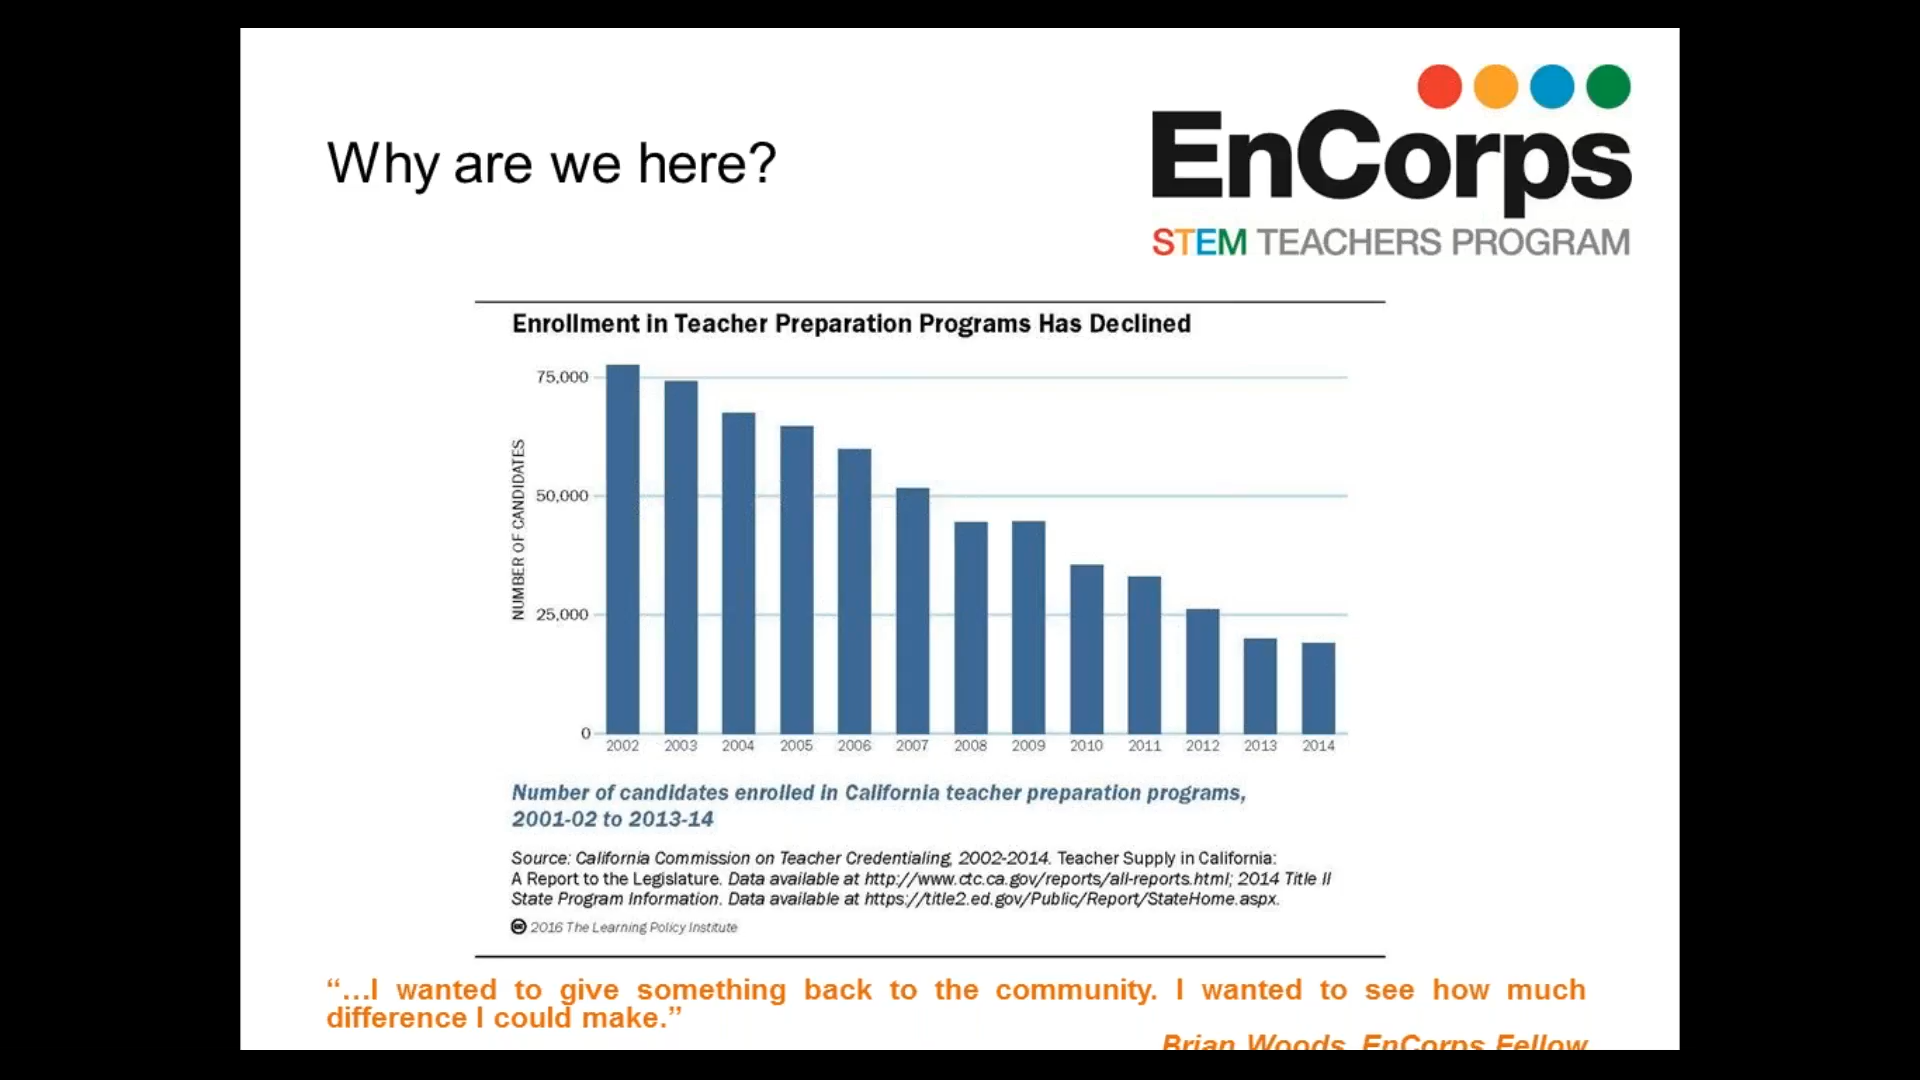 Why are we here?
EnCorps
STEM TEACHERS PROGRAM
Enrollment in Teacher Preparation Programs Has Declined
NUMBER OF CANDIDATES
75,000
50,000
25,000
0
2002 2003 2004 2005 2006 2007 2008 2009 2010 2011 2012 2013 2014
Number of candidates enrolled in California teacher preparation programs,
2001-02 to 2013-14
Source: California Commission on Teacher Credentialing, 2002-2014. Teacher Supply in California:
A Report to the Legislature. Data available at http://www.ctc.ca.gov/reports/all-reports.html; 2014 Title II
State Program Information. Data available at https://title2.ed.gov/Public/Report/StateHome.aspx.
2016 The Learning Policy Institute
“...I wanted to give something back to the community. I wanted to see how much
difference I could make.”
Brian Woods, EnCorps Fellow